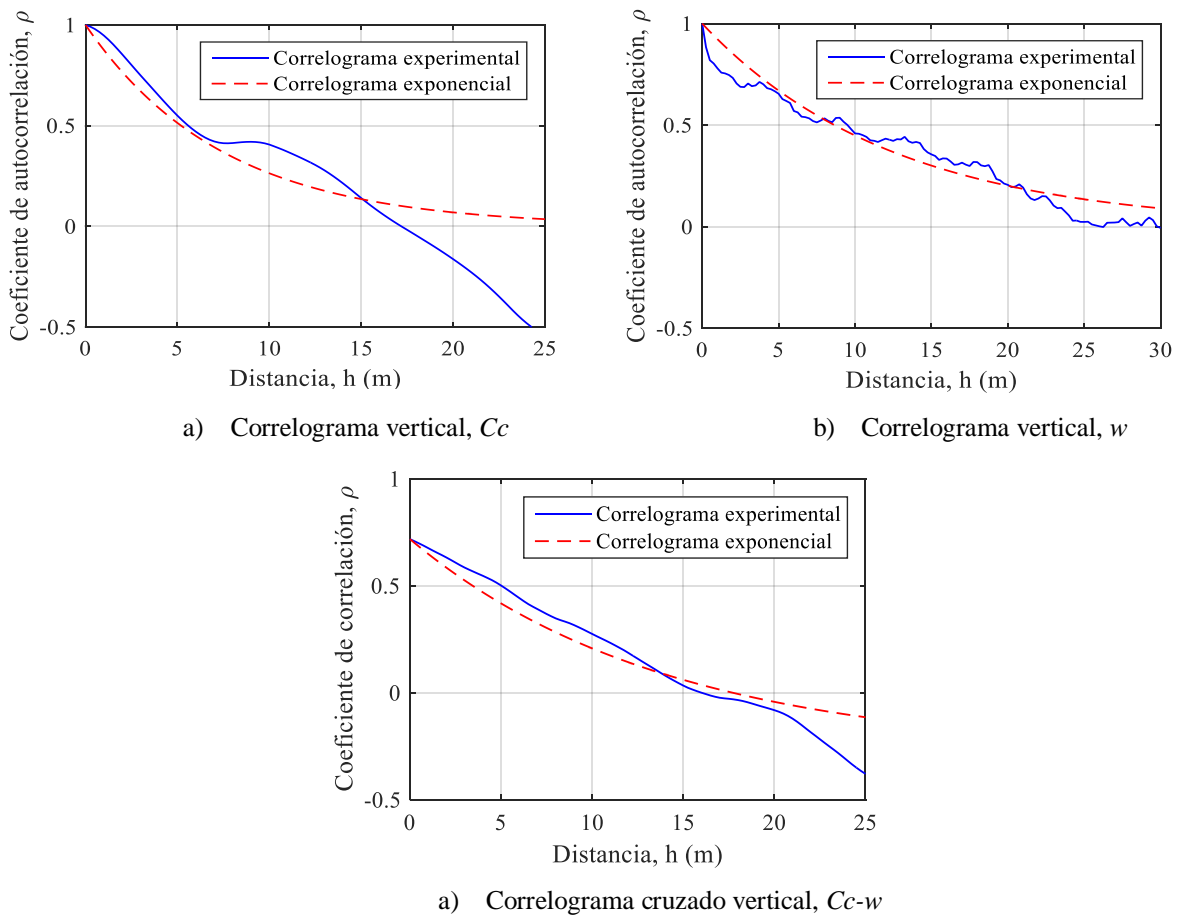 Coeficiente de autocorrelación, ρ
1
0.5
0
-0.5
Correlograma experimental
Correlograma exponencial
0 5 10 15 20 25
Distancia, h (m)
a) Correlograma vertical, Cc
Coeficiente de autocorrelación, ρ
1
0.5
0
-0.5
Correlograma experimental
Correlograma exponencial
0 5 10 15 20 25 30
Distancia, h (m)
b) Correlograma vertical, w
Coeficiente de correlación, ρ
1
0.5
0
-0.5
Correlograma experimental
Correlograma exponencial
0 5 10 15 20 25
Distancia, h (m)
a) Correlograma cruzado vertical, Cc-w